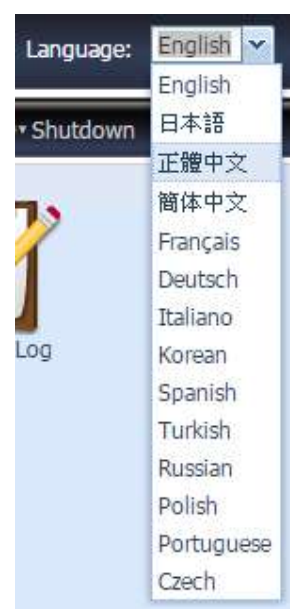 Language: English
English
Shutdown
日本語
正體中文
簡体中文
Français
Deutsch
Italiano
Log
Korean
Spanish
Turkish
Russian
Polish
Portuguese
Czech